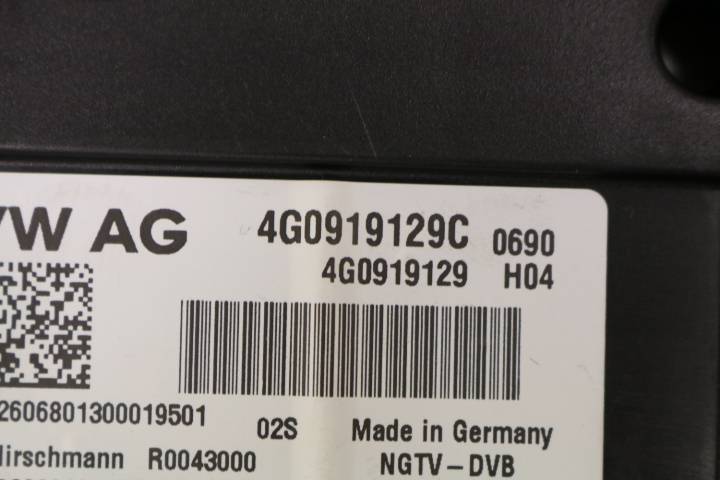 VW AG 4G0919129C 0690
4G0919129 H04
2606801300019501
02S Made in Germany
Hirschmann R0043000 NGTV-DVB